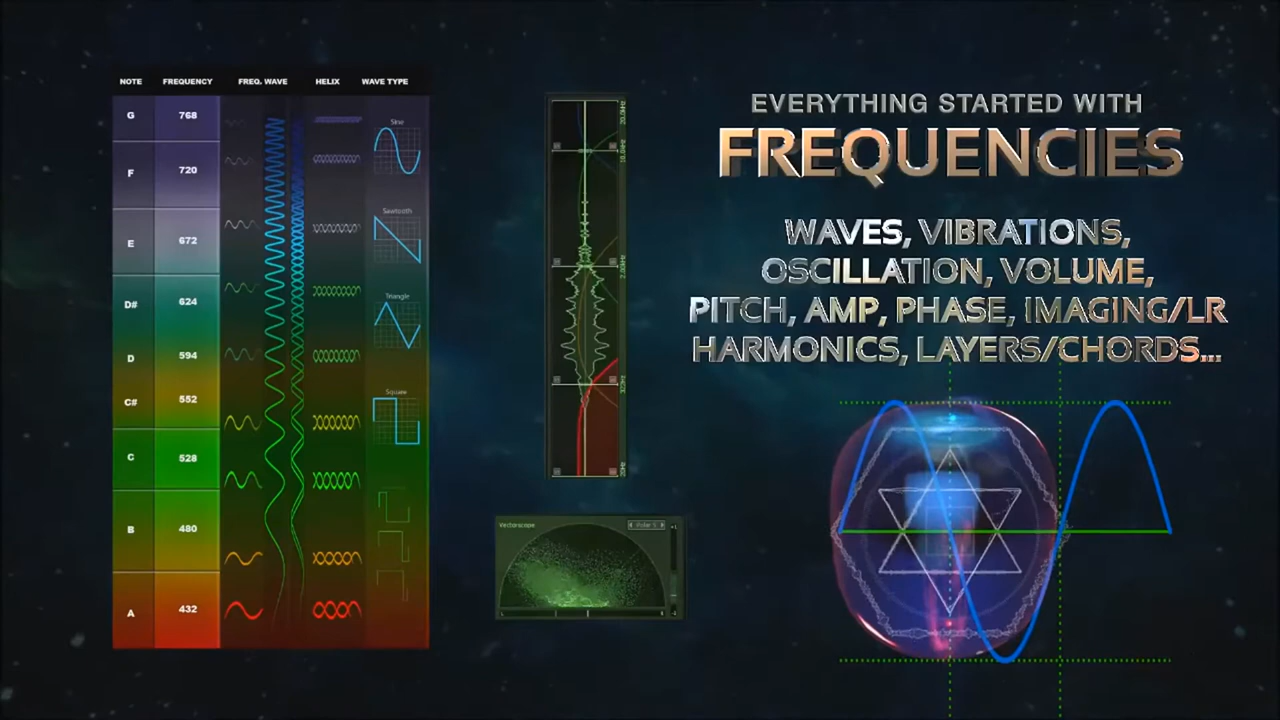 NOTE FREQUENCY FREQ. WAVE HELIX WAVE TYPE
G 768
F 720
E 672
D# 624
D 594
C# 552
C 528
B 480
A 432
Sine
Sawtooth
Triangle
Square
Vectorscope
EVERYTHING STARTED WITH
FREQUENCIES
WAVES, VIBRATIONS,
OSCILLATION, VOLUME,
PITCH, AMP, PHASE, IMAGING/LR
HARMONICS, LAYERS/CHORDS...